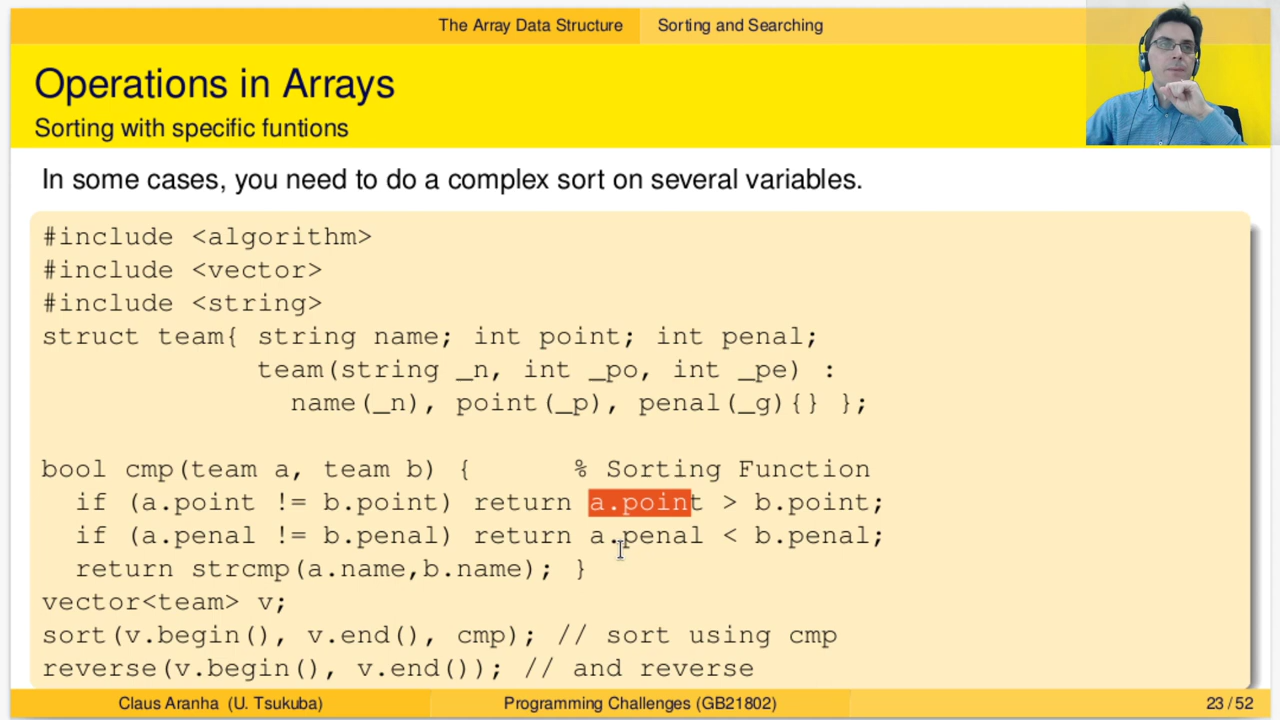 The Array Data Structure Sorting and Searching
Operations in Arrays
Sorting with specific funtions
In some cases, you need to do a complex sort on several variables.
#include <algorithm>
#include <vector>
#include <string>
struct team{ string name; int point; int penal;
team(string _n, int _po, int _pe) :
name(_n), point(_p), penal(_g){} };
bool cmp(team a, team b) { % Sorting Function
if (a.point != b.point) return a.point > b.point;
if (a.penal != b.penal) return a.penal < b.penal;
return strcmp(a.name,b.name); }
vector<team> v;
sort(v.begin(), v.end(), cmp); // sort using cmp
reverse(v.begin(), v.end()); // and reverse
Claus Aranha (U. Tsukuba) Programming Challenges (GB21802) 23 / 52